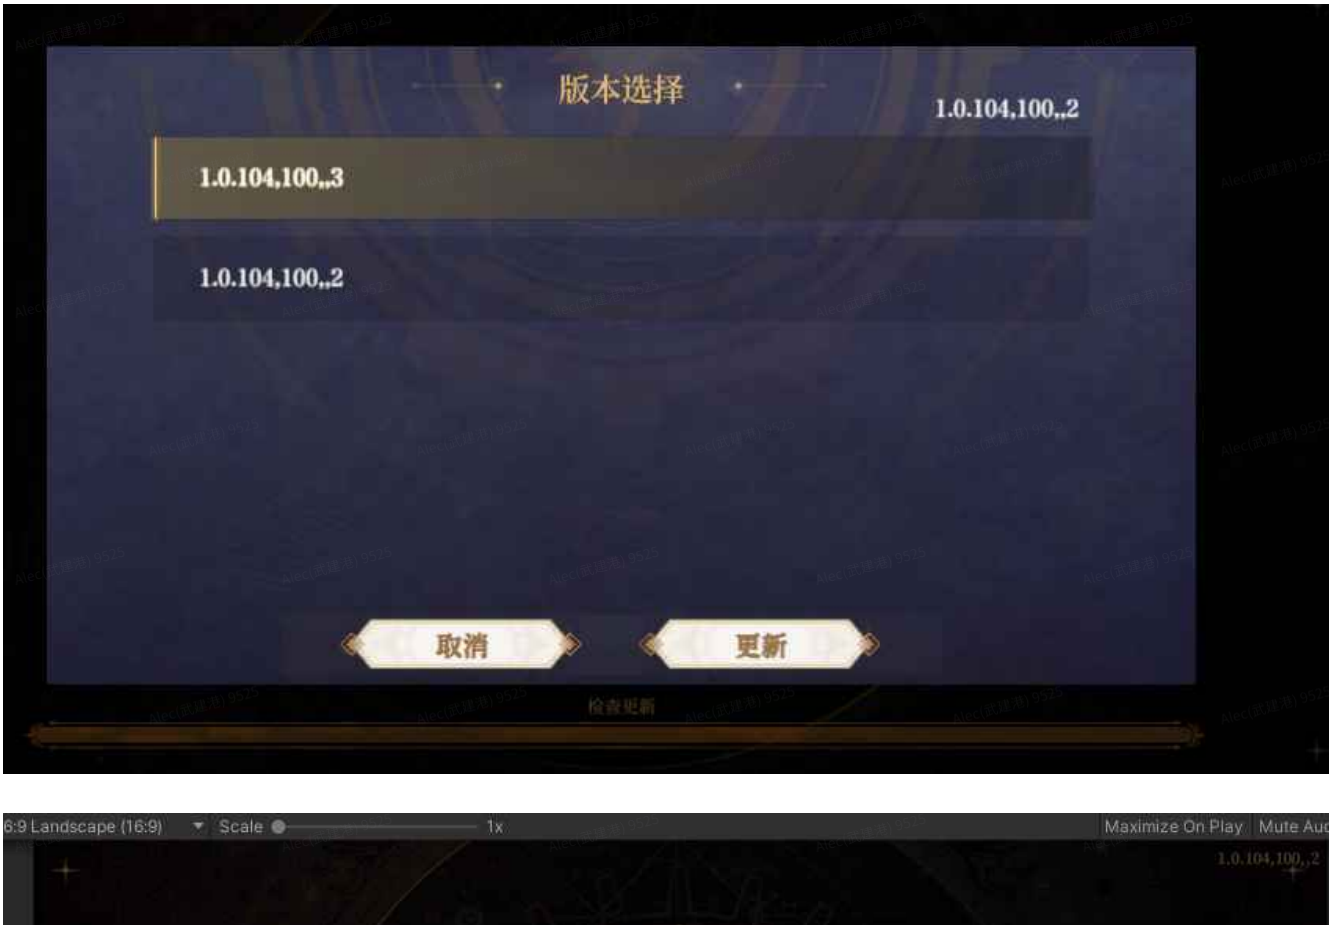 版本选择
1.0.104,100,,2
1.0.104,100,,3
1.0.104,100,,2
取消
更新
检查更新
6:9 Landscape (16:9)
Scale
1x
Maximize On Play
Mute Aud
1.0.104,100,,2